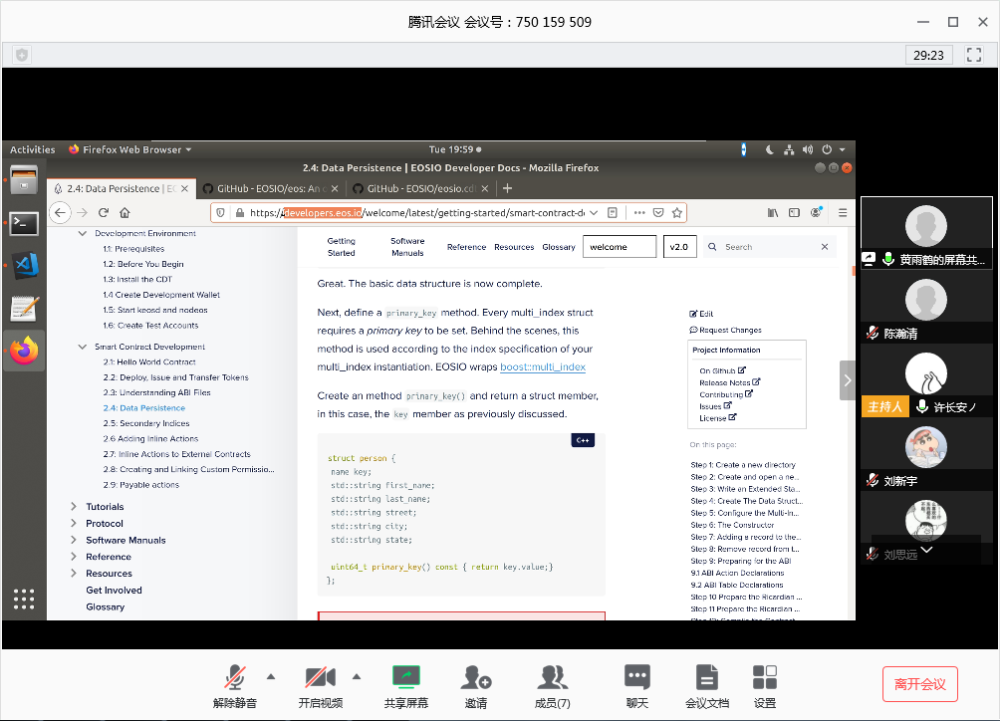 腾讯会议 会议号：750 159 509
29:23
Activities
Firefox Web Browser
Tue 19:59
2.4: Data Persistence | EOSIO Developer Docs - Mozilla Firefox
2.4: Data Persistence | EO
GitHub - EOSIO/eos: An o
GitHub - EOSIO/eosio.cd
https://developers.eos.io/welcome/latest/getting-started/smart-contract-de
Development Environment
1.1: Prerequisites
1.2: Before You Begin
1.3: Install the CDT
1.4 Create Development Wallet
1.5: Start keosd and nodeos
1.6: Create Test Accounts
Smart Contract Development
2.1: Hello World Contract
2.2: Deploy, Issue and Transfer Tokens
2.3: Understanding ABI Files
2.4: Data Persistence
2.5: Secondary Indices
2.6 Adding Inline Actions
2.7: Inline Actions to External Contracts
2.8: Creating and Linking Custom Permissio...
2.9: Payable actions
Tutorials
Protocol
Software Manuals
Reference
Resources
Get Involved
Glossary
Getting Started
Software Manuals
Reference
Resources
Glossary
welcome
v2.0
Search
Great. The basic data structure is now complete.
Next, define a primary_key method. Every multi_index struct
requires a primary key to be set. Behind the scenes, this
method is used according to the index specification of your
multi_index instantiation. EOSIO wraps boost::multi_index
Create an method primary_key() and return a struct member,
in this case, the key member as previously discussed.
C++
struct person {
name key;
std::string first_name;
std::string last_name;
std::string street;
std::string city;
std::string state;
uint64_t primary_key() const { return key.value;}
};
Edit
Request Changes
Project Information
On Github
Release Notes
Contributing
Issues
License
On this page:
Step 1: Create a new directory
Step 2: Create and open a ne...
Step 3: Write an Extended Sta...
Step 4: Create The Data Struct...
Step 5: Configure the Multi-In...
Step 6: The Constructor
Step 7: Adding a record to the...
Step 8: Remove record from t...
Step 9: Preparing for the ABI
9.1 ABI Action Declarations
9.2 ABI Table Declarations
Step 10 Prepare the Ricardian ...
Step 11 Prepare the Ricardian ...
黄雨鹤的屏幕共...
陈瀚清
主持人
许长安ノ
刘新宇
刘思远
解除静音
开启视频
共享屏幕
邀请
成员(7)
聊天
会议文档
设置
离开会议